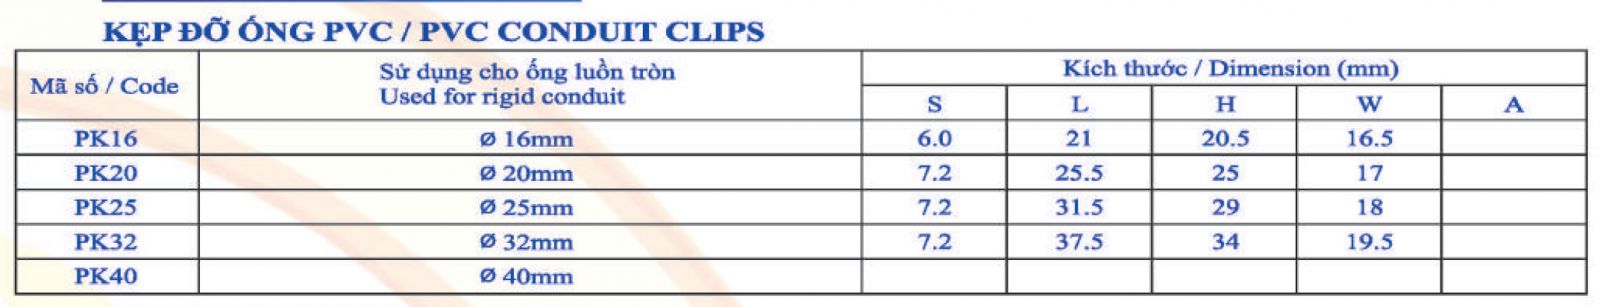 KẸP ĐỠ ỐNG PVC / PVC CONDUIT CLIPS
Mã số / Code
Sử dụng cho ống luồn tròn
Used for rigid conduit
Kích thước / Dimension (mm)
S L H W A
PK16 Ø 16mm 6.0 21 20.5 16.5
PK20 Ø 20mm 7.2 25.5 25 17
PK25 Ø 25mm 7.2 31.5 29 18
PK32 Ø 32mm 7.2 37.5 34 19.5
PK40 Ø 40mm